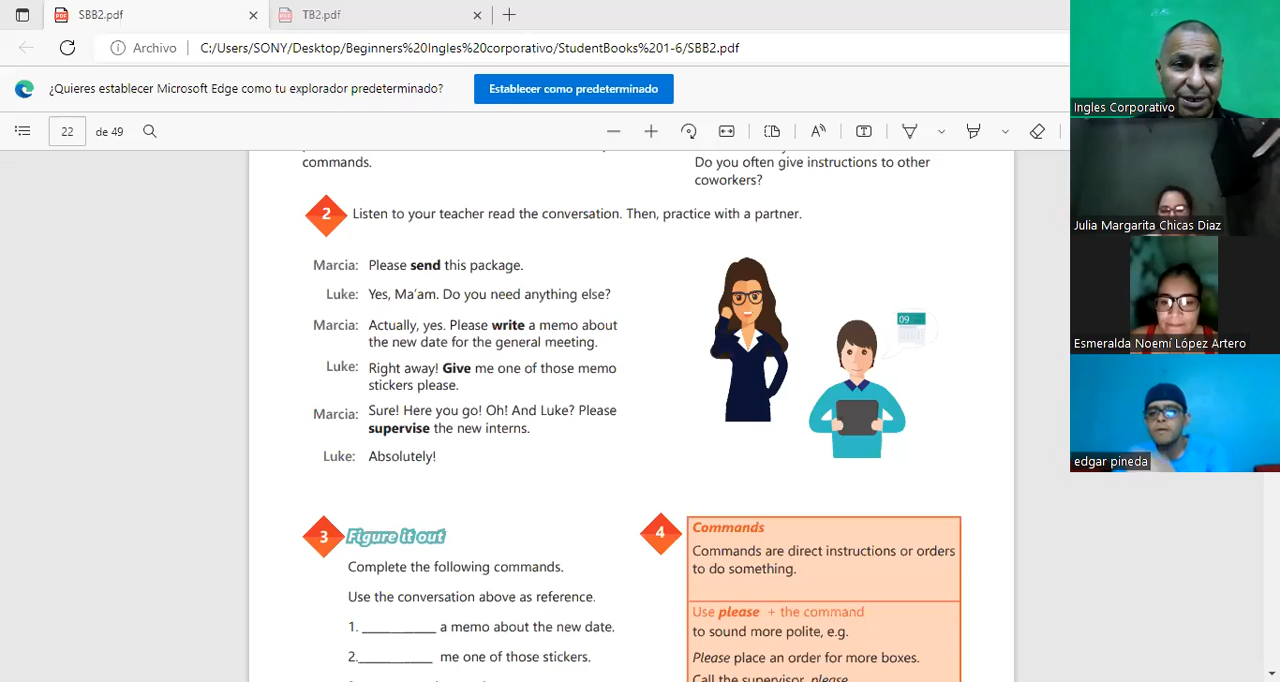 SBB2.pdf
TB2.pdf
Archivo
C:/Users/SONY/Desktop/Beginners%20Ingles%20corporativo/StudentBooks%201-6/SBB2.pdf
¿Quieres establecer Microsoft Edge como tu explorador predeterminado?
Establecer como predeterminado
22
de 49
commands.
Do you often give instructions to other
coworkers?
2
Listen to your teacher read the conversation. Then, practice with a partner.
Marcia: Please send this package.
Luke: Yes, Ma'am. Do you need anything else?
Marcia: Actually, yes. Please write a memo about
the new date for the general meeting.
Luke: Right away! Give me one of those memo
stickers please.
Marcia: Sure! Here you go! Oh! And Luke? Please
supervise the new interns.
Luke: Absolutely!
09
3
Figure it out
Complete the following commands.
Use the conversation above as reference.
1. __________ a memo about the new date.
2.__________ me one of those stickers.
4
Commands
Commands are direct instructions or orders
to do something.
Use please + the command
to sound more polite, e.g.
Please place an order for more boxes.
Call the supervisor, please
Ingles Corporativo
Julia Margarita Chicas Diaz
Esmeralda Noemí López Artero
edgar pineda